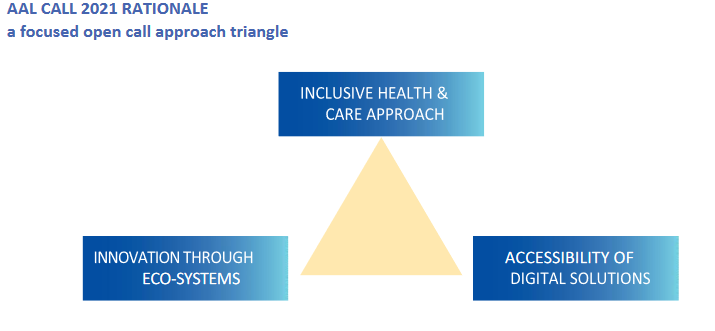 AAL CALL 2021 RATIONALE
a focused open call approach triangle
INCLUSIVE HEALTH &
CARE APPROACH
INNOVATION THROUGH
ECO-SYSTEMS
ACCESSIBILITY OF
DIGITAL SOLUTIONS